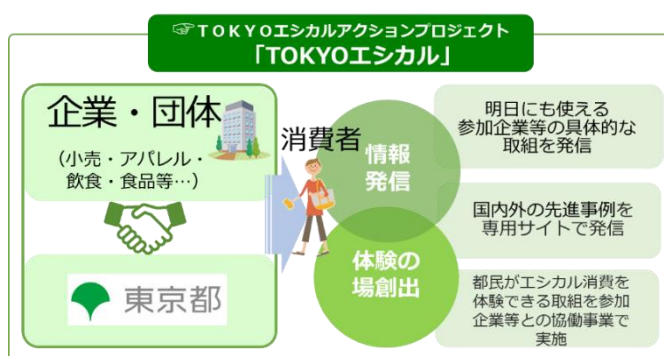 ☞TOKYOエシカルアクションプロジェクト
「TOKYOエシカル」
企業・団体
(小売・アパレル・
飲食・食品等…)
東京都
消費者
情報
発信
体験の
場創出
明日にも使える
参加企業等の具体的な
取組を発信
国内外の先進事例を
専用サイトで発信
都民がエシカル消費を
体験できる取組を参加
企業等との協働事業で
実施